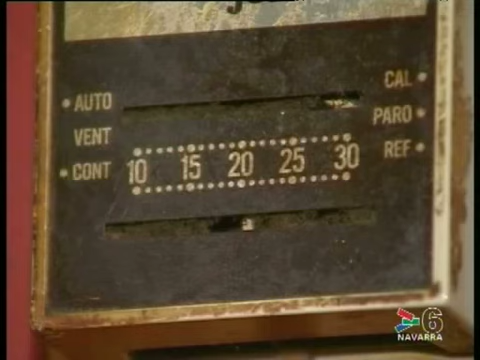 AUTO
VENT
CONT
CAL
PARO
REF
10 15 20 25 30
6
NAVARRA